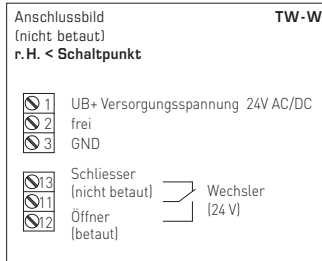 Anschlussbild TW-W
(nicht betaut)
r.H. < Schaltpunkt
1 UB+ Versorgungsspannung 24V AC/DC
2 frei
3 GND
13 Schliesser
(nicht betaut)
11
12 Öffner
(betaut)
Wechsler
(24 V)